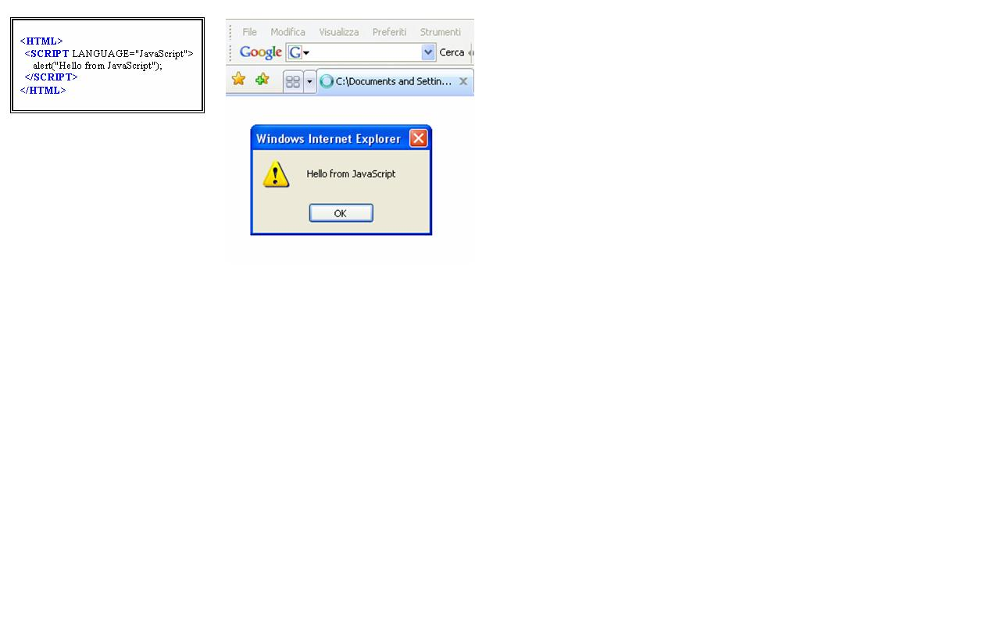 <HTML>
<SCRIPT LANGUAGE="JavaScript">
alert("Hello from JavaScript");
</SCRIPT>
</HTML>
File Modifica Visualizza Preferiti Strumenti
Google G Cerca
C:\Documents and Settin...
Windows Internet Explorer
Hello from JavaScript
OK